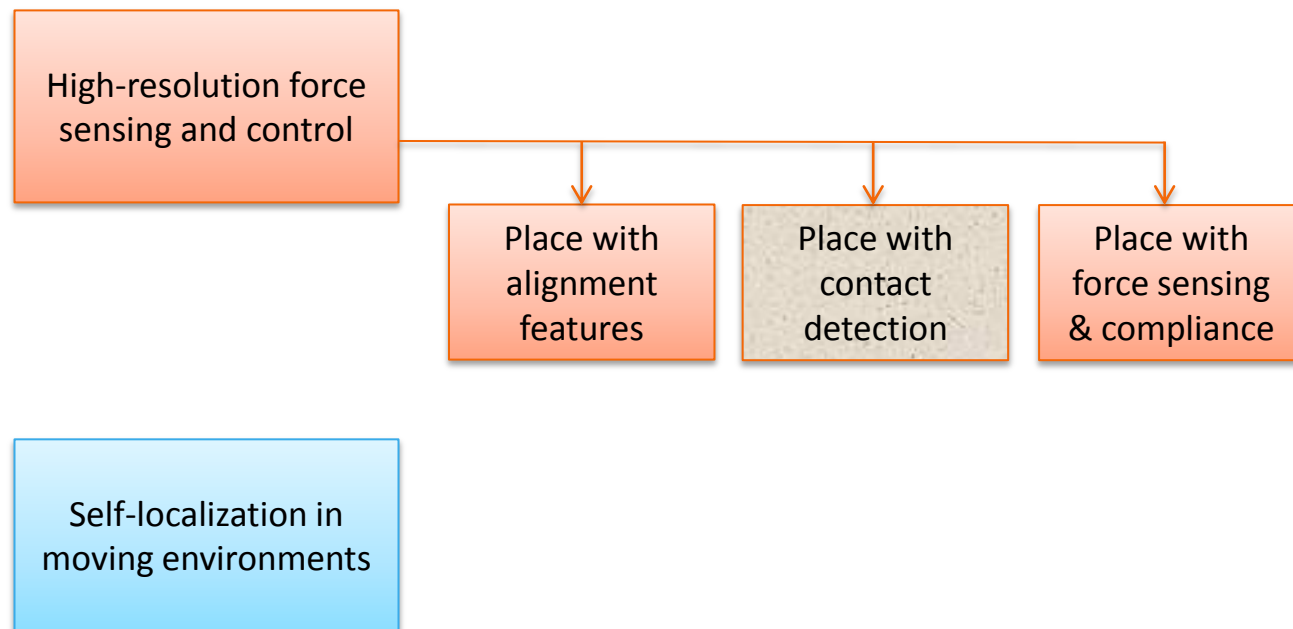 High-resolution force
sensing and control
Place with
alignment
features
Place with
contact
detection
Place with
force sensing
& compliance
Self-localization in
moving environments